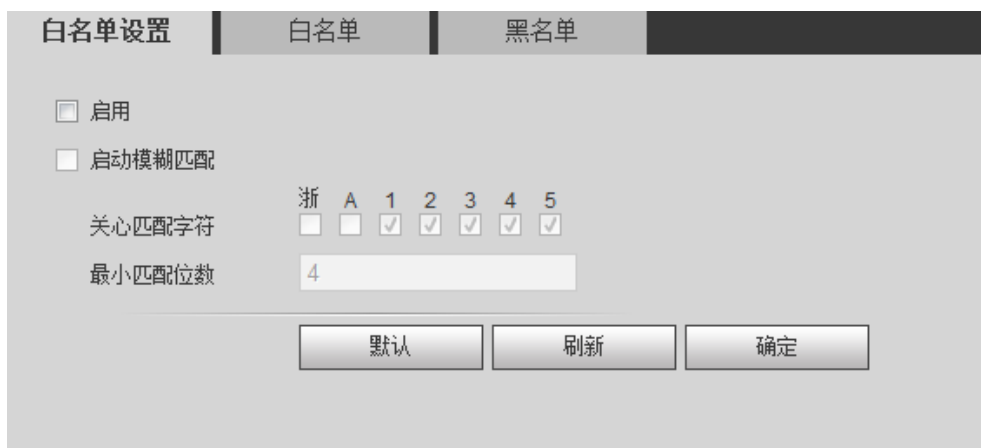 白名单设置 白名单 黑名单
启用
启动模糊匹配
浙 A 1 2 3 4 5
关心匹配字符
最小匹配位数 4
默认 刷新 确定